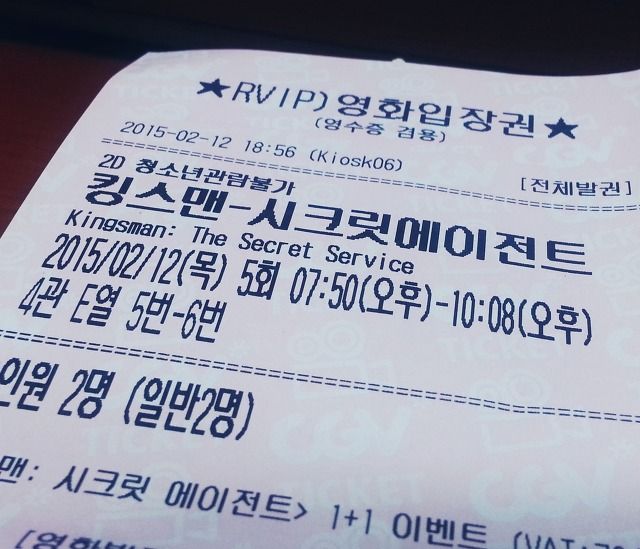 ★RVIP)영화입장권★
(영수증 겸용)
2015-02-12 18:56 (Kiosk06)
[전체발권]
2D 청소년관람불가
킹스맨-시크릿에이전트
Kingsman: The Secret Service
2015/02/12(목) 5회 07:50(오후)-10:08(오후)
4관 E열 5번-6번
인원 2명 (일반2명)
맨: 시크릿 에이전트> 1+1 이벤트